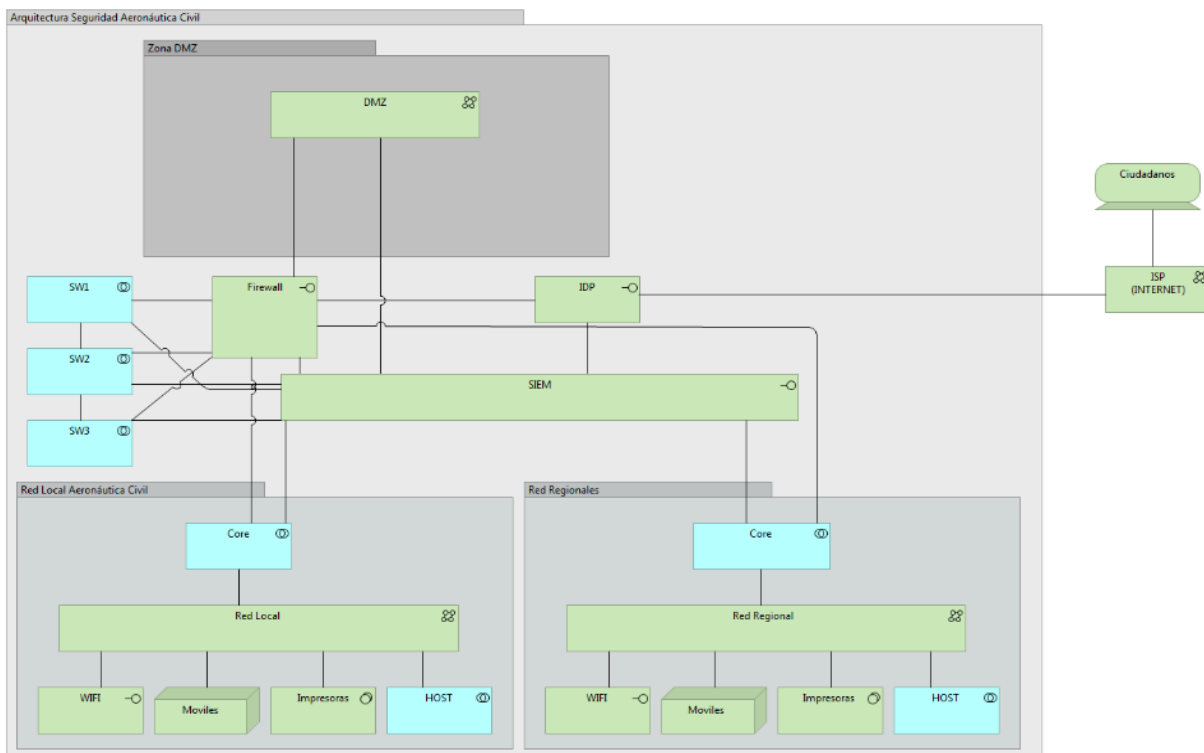 Arquitectura Seguridad Aeronáutica Civil
Zona DMZ
DMZ
Ciudadanos
SW1
Firewall
IDP
ISP
(INTERNET)
SW2
SIEM
SW3
Red Local Aeronáutica Civil
Red Regionales
Core
Core
Red Local
Red Regional
WIFI
Moviles
Impresoras
HOST
WIFI
Moviles
Impresoras
HOST